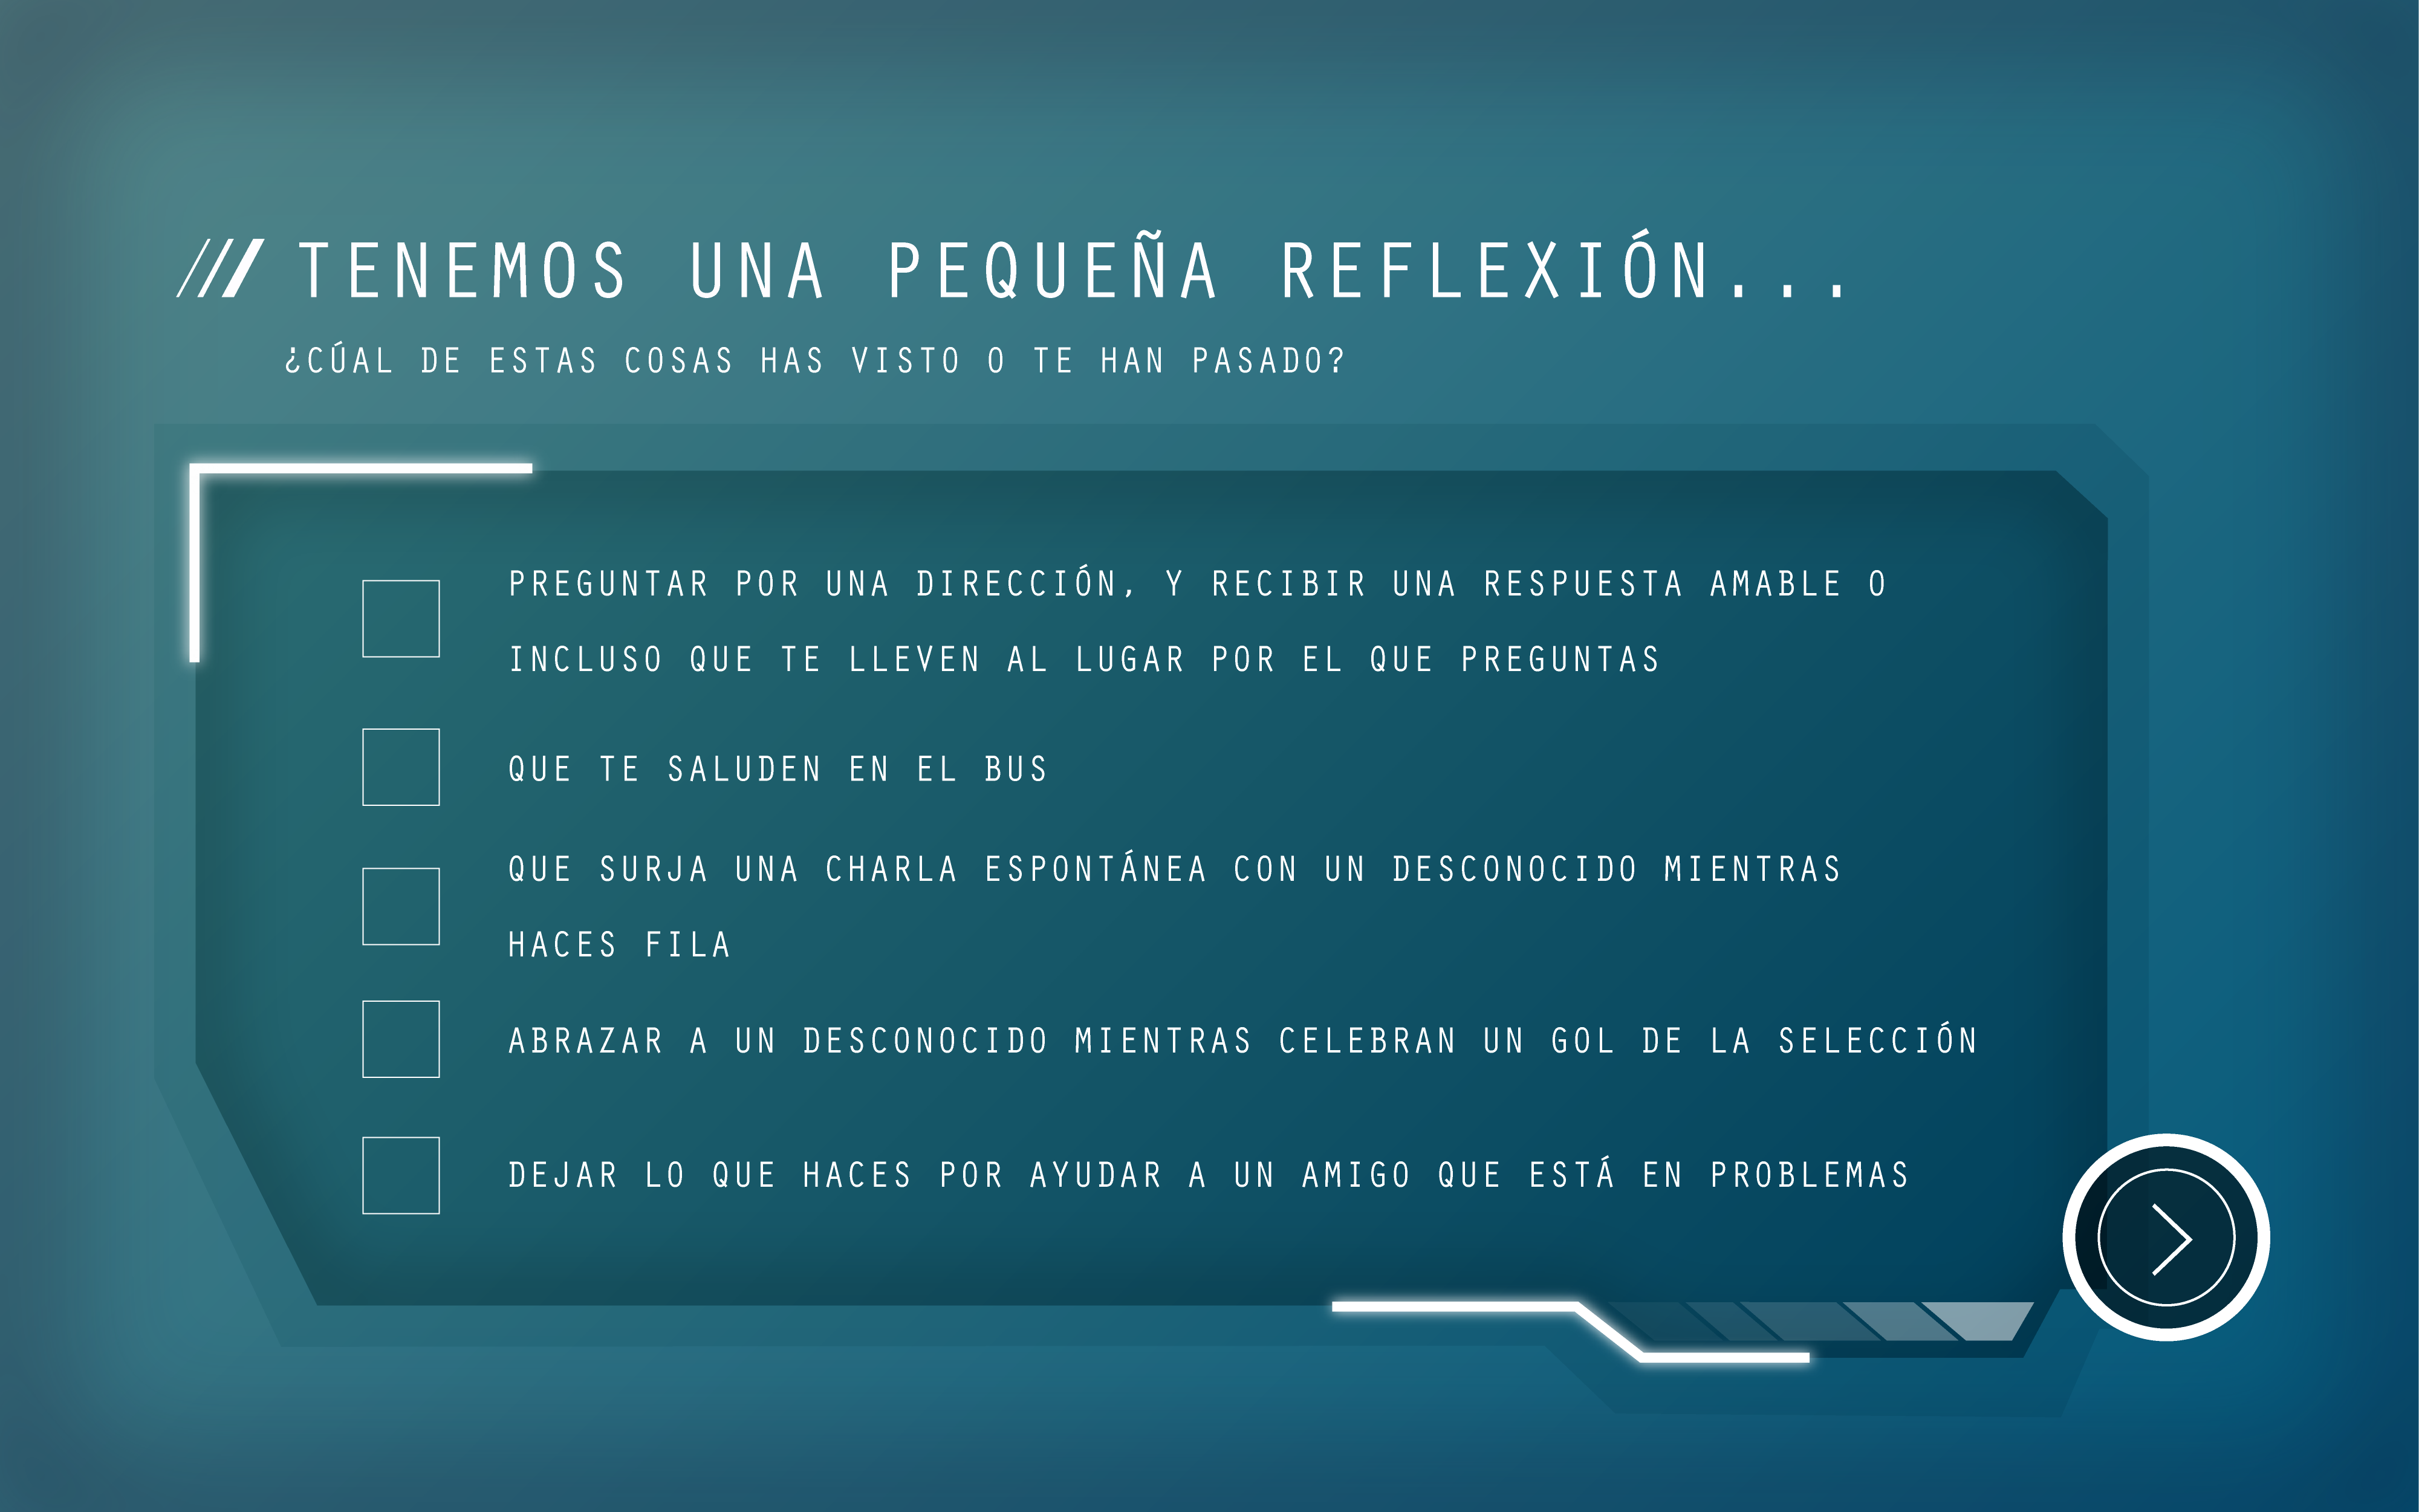 /// TENEMOS UNA PEQUEÑA REFLEXIÓN...
¿CÚAL DE ESTAS COSAS HAS VISTO O TE HAN PASADO?
PREGUNTAR POR UNA DIRECCIÓN, Y RECIBIR UNA RESPUESTA AMABLE O
INCLUSO QUE TE LLEVEN AL LUGAR POR EL QUE PREGUNTAS
QUE TE SALUDEN EN EL BUS
QUE SURJA UNA CHARLA ESPONTÁNEA CON UN DESCONOCIDO MIENTRAS
HACES FILA
ABRAZAR A UN DESCONOCIDO MIENTRAS CELEBRAN UN GOL DE LA SELECCIÓN
DEJAR LO QUE HACES POR AYUDAR A UN AMIGO QUE ESTÁ EN PROBLEMAS